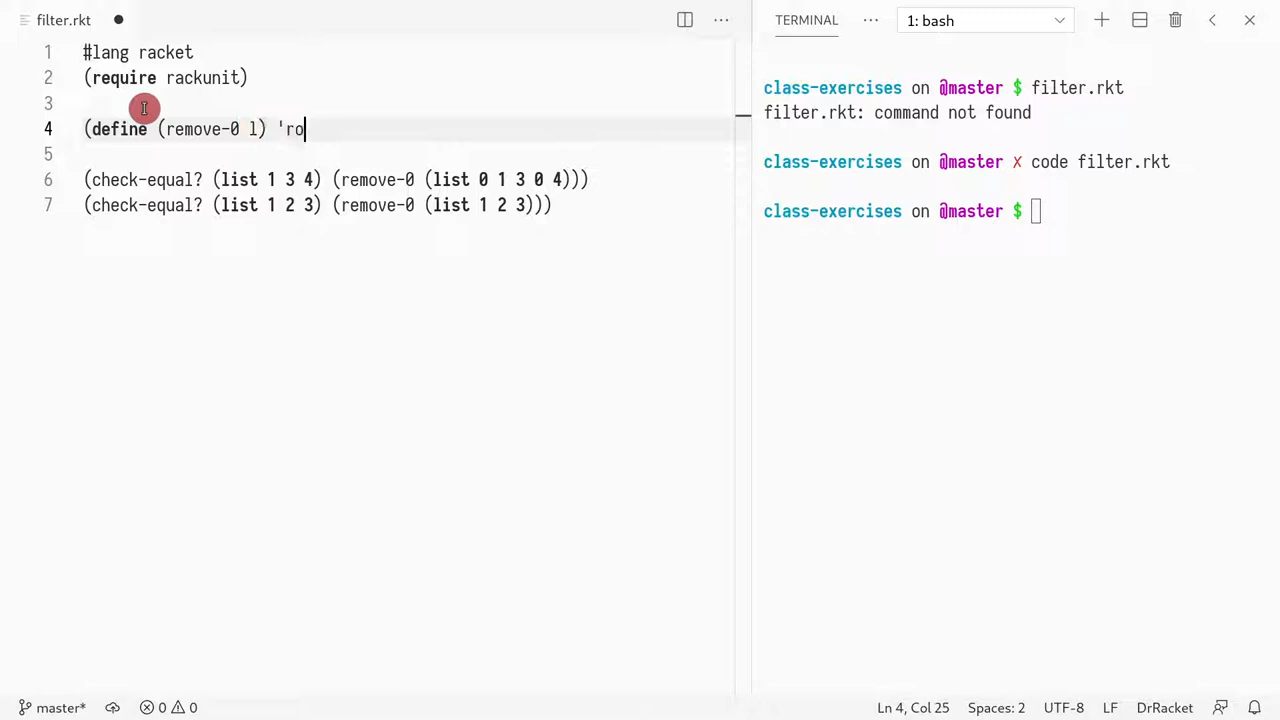 filter.rkt
1 #lang racket
2 (require rackunit)
3
4 (define (remove-0 l) 'ro
5
6 (check-equal? (list 1 3 4) (remove-0 (list 0 1 3 0 4)))
7 (check-equal? (list 1 2 3) (remove-0 (list 1 2 3)))
TERMINAL
1: bash
class-exercises on @master $ filter.rkt
filter.rkt: command not found
class-exercises on @master ✗ code filter.rkt
class-exercises on @master $
master* 0 0
Ln 4, Col 25 Spaces: 2 UTF-8 LF DrRacket